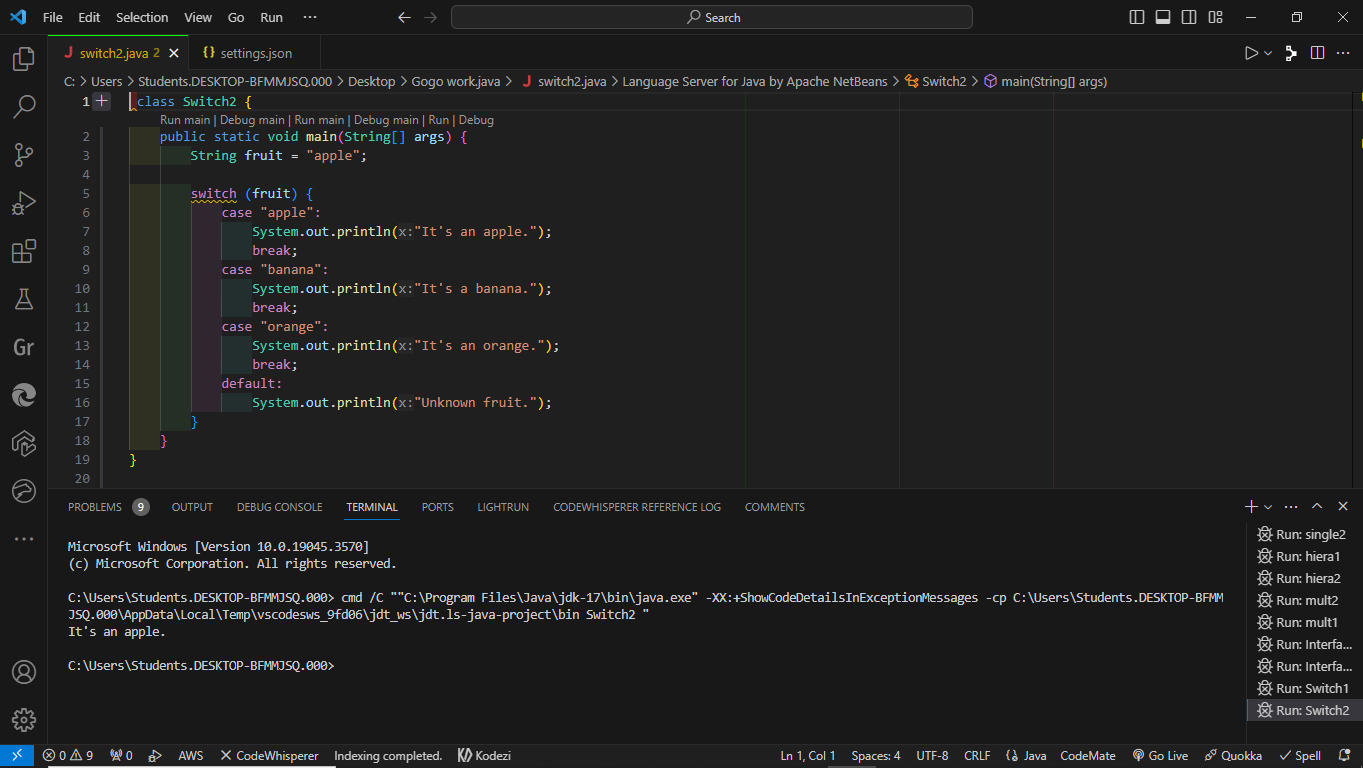 File Edit Selection View Go Run ··· Search
switch2.java 2 settings.json
C: > Users > Students.DESKTOP-BFMMJSQ.000 > Desktop > Gogo work.java > switch2.java > Language Server for Java by Apache NetBeans > Switch2 > main(String[] args)
1 class Switch2 {
Run main | Debug main | Run main | Debug main | Run | Debug
2 public static void main(String[] args) {
3 String fruit = "apple";
4
5 switch (fruit) {
6 case "apple":
7 System.out.println(x:"It's an apple.");
8 break;
9 case "banana":
10 System.out.println(x:"It's a banana.");
11 break;
12 case "orange":
13 System.out.println(x:"It's an orange.");
14 break;
15 default:
16 System.out.println(x:"Unknown fruit.");
17 }
18 }
19 }
20
Gr
PROBLEMS 9 OUTPUT DEBUG CONSOLE TERMINAL PORTS LIGHTRUN CODEWHISPERER REFERENCE LOG COMMENTS
Microsoft Windows [Version 10.0.19045.3570]
(c) Microsoft Corporation. All rights reserved.
C:\Users\Students.DESKTOP-BFMMJSQ.000> cmd /C ""C:\Program Files\Java\jdk-17\bin\java.exe" -XX:+ShowCodeDetailsInExceptionMessages -cp C:\Users\Students.DESKTOP-BFMM
JSQ.000\AppData\Local\Temp\vscodesws_9fd06\jdt_ws\jdt.ls-java-project\bin Switch2 "
It's an apple.
C:\Users\Students.DESKTOP-BFMMJSQ.000>
Run: single2
Run: hiera1
Run: hiera2
Run: mult2
Run: mult1
Run: Interfa...
Run: Interfa...
Run: Switch1
Run: Switch2
0 9 0 AWS CodeWhisperer Indexing completed. Kodezi Ln 1, Col 1 Spaces: 4 UTF-8 CRLF Java CodeMate Go Live Quokka Spell